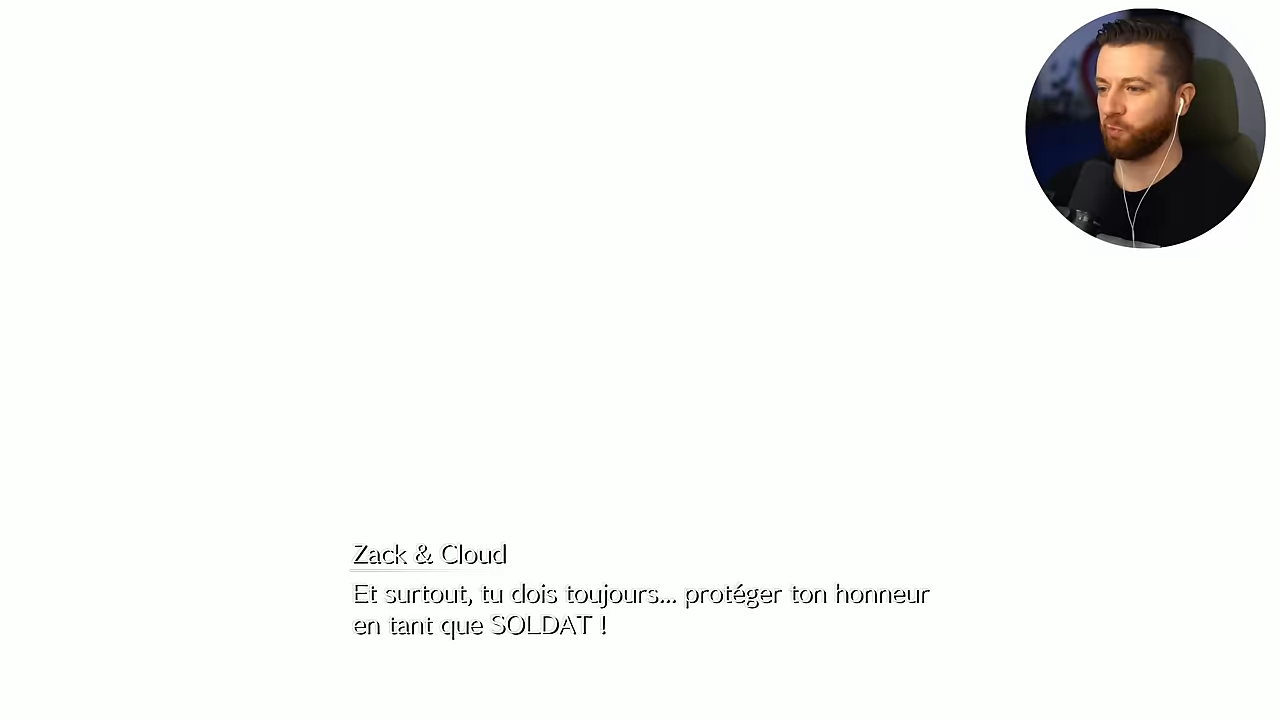 Zack & Cloud
Et surtout, tu dois toujours... protéger ton honneur
en tant que SOLDAT !